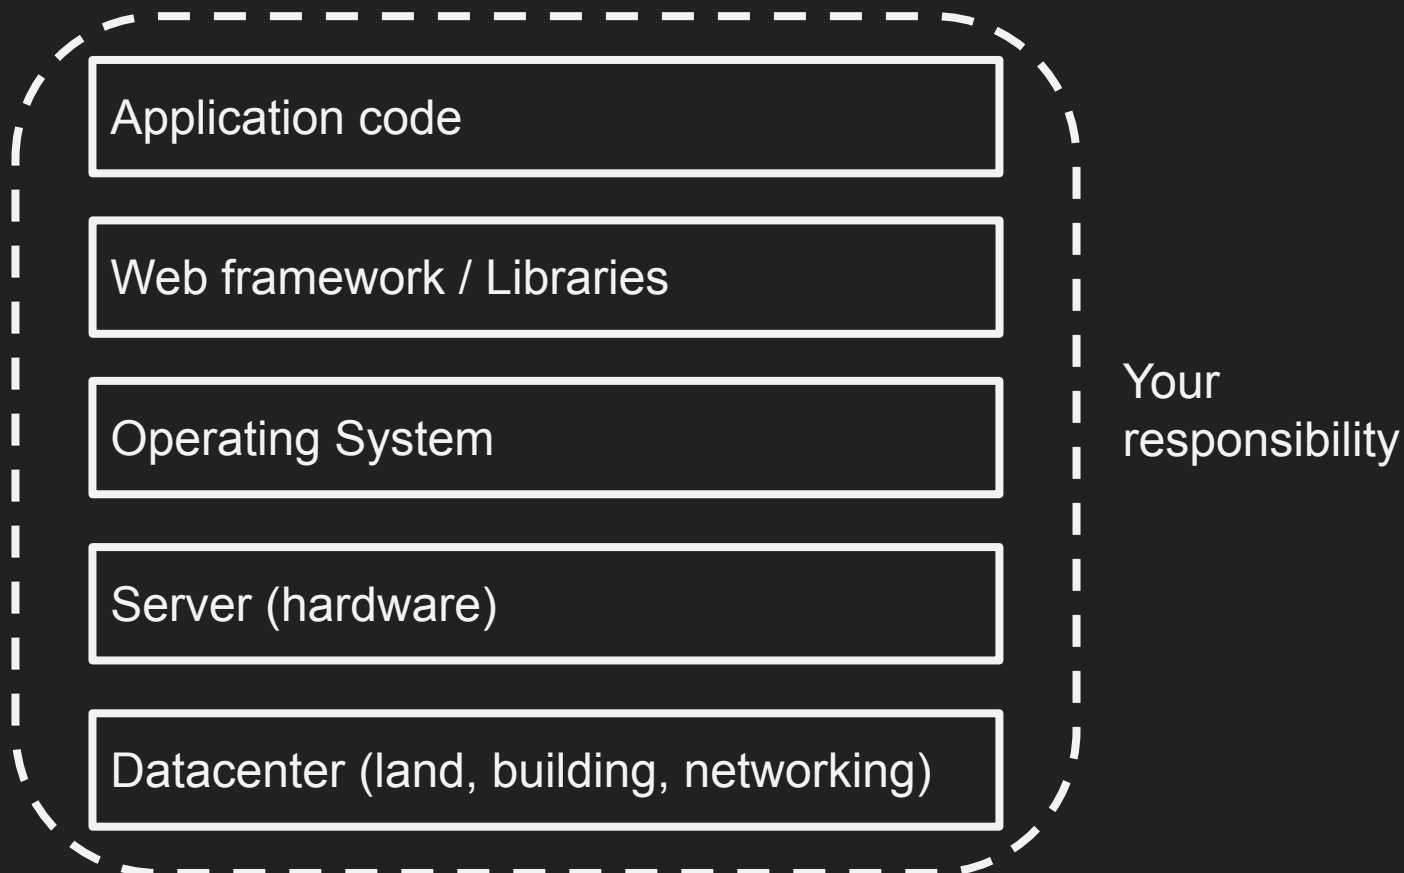 Application code
Web framework / Libraries
Your
Operating System
responsibility
Server (hardware)
Datacenter (land, building, networking)